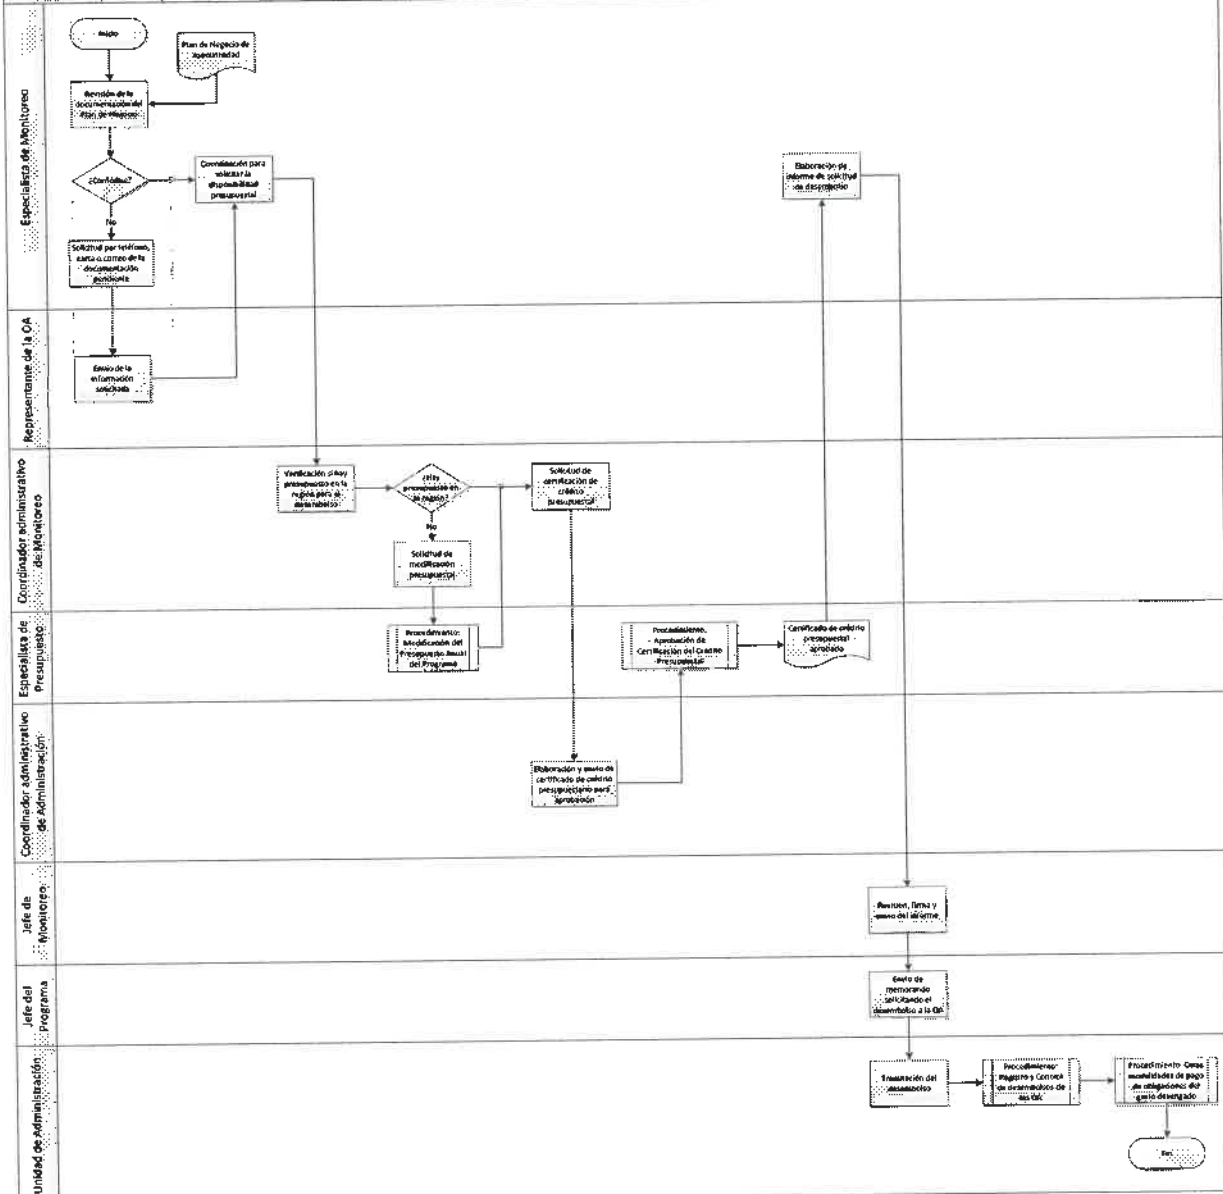 Especialista de Monitoreo
Inicio
Plan de Negocio de
Revisión de la
documentación del
Plan de Negocio
¿Conforme?
No
Solicitud por teléfono,
carta o correo de la
documentación
pendiente
Coordinación para
solicitar la
disponibilidad
presupuestal
Elaboración de
informe de solicitud
de desembolso
Representante de la OA
Envío de la
información
solicitada
Coordinador administrativo
de Monitoreo
Verificación si hay
presupuesto en la
región para el
desembolso
¿Hay
presupuesto en
la región?
No
Solicitud de
modificación
presupuestal
Solicitud de
certificación de
crédito
presupuestal
Especialista de
Presupuesto
Procedimiento:
Modificación del
Presupuesto Anual
del Programa
Procedimiento,
Aprobación de
Certificación del Crédito
Presupuestal
Certificado de crédito
presupuestal
aprobado
Coordinador administrativo
de Administración
Elaboración y envío de
certificado de crédito
presupuestario para
aprobación
Jefe de
Monitoreo
Revisión, firma y
envío del informe
Jefe del
Programa
Envío de
memorando
solicitando el
desembolso a la OA
Unidad de Administración
Tramitación del
desembolso
Procedimiento:
Registro y Control
de desembolsos de
las
Procedimiento: Otras
modalidades de pago
de obligaciones del
gasto devengado
Fin